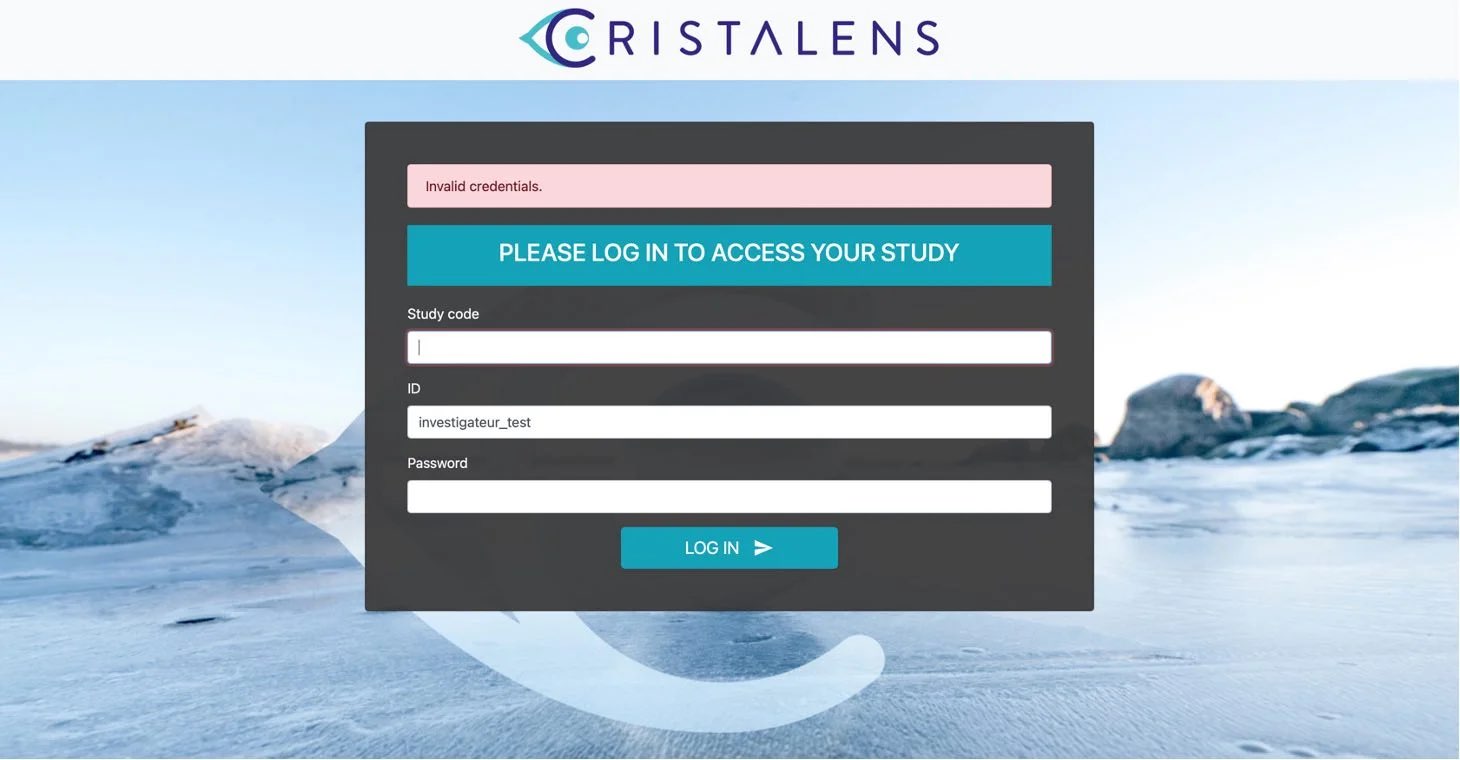 CRISTALENS
Invalid credentials.
PLEASE LOG IN TO ACCESS YOUR STUDY
Study code
ID
investigateur_test
Password
LOG IN